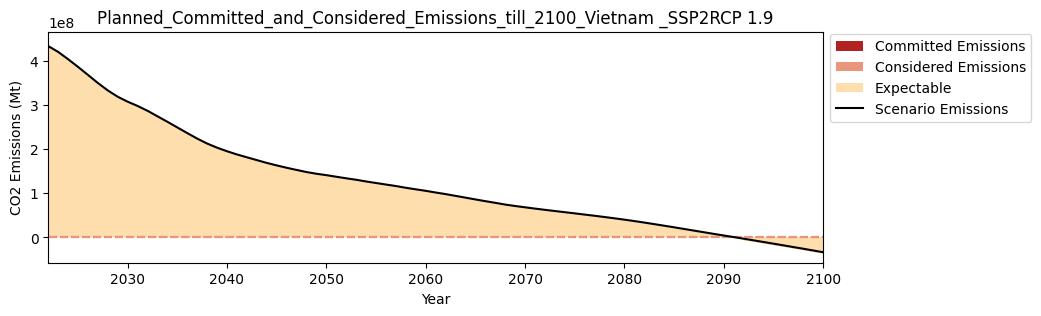 Planned_Committed_and_Considered_Emissions_till_2100_Vietnam _SSP2RCP 1.9
1e8
CO2 Emissions (Mt)
4
3
2
1
0
2030 2040 2050 2060 2070 2080 2090 2100
Year
Committed Emissions
Considered Emissions
Expectable
Scenario Emissions